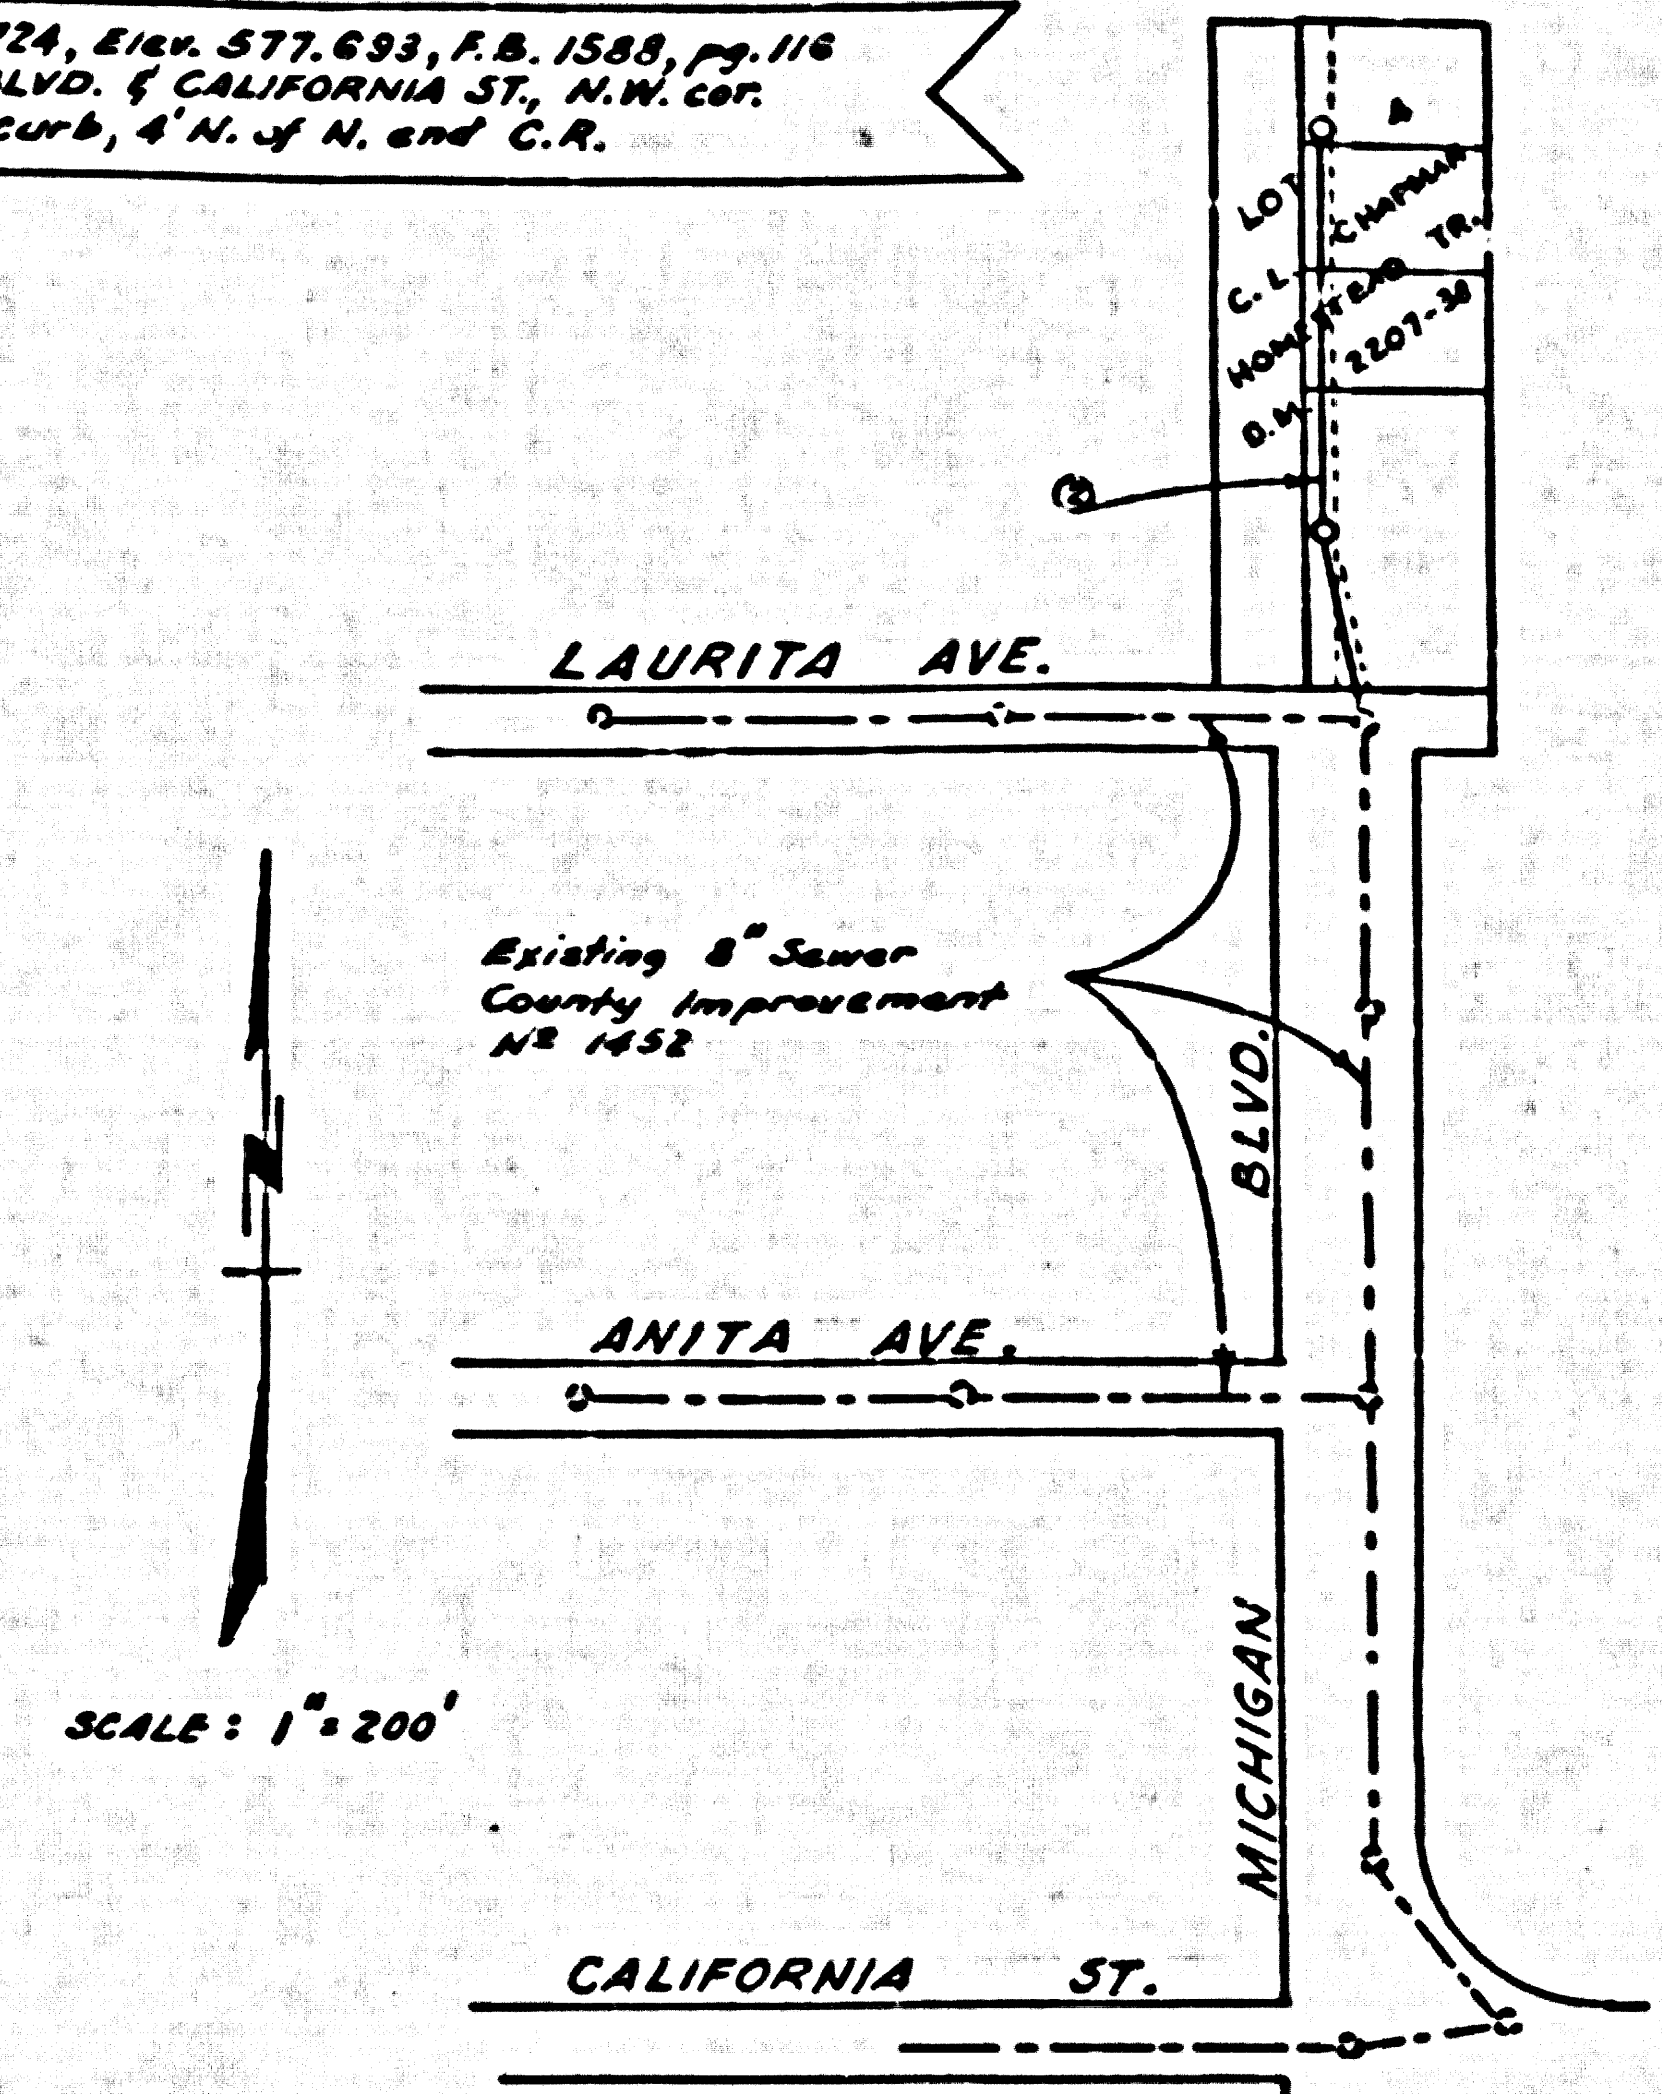 724, Elev. 577.693, F.B. 1588, pg. 116
BLVD. & CALIFORNIA ST., N.W. cor.
curb, 4' N. of N. end C.R.
LOT A
C. L. CHAPMAN
HOMESTEAD TR.
D.M. 2207-38
2
LAURITA AVE.
Existing 8" Sewer
County Improvement
Nº 1452
BLVD.
N
ANITA AVE.
MICHIGAN
SCALE: 1" = 200'
CALIFORNIA ST.